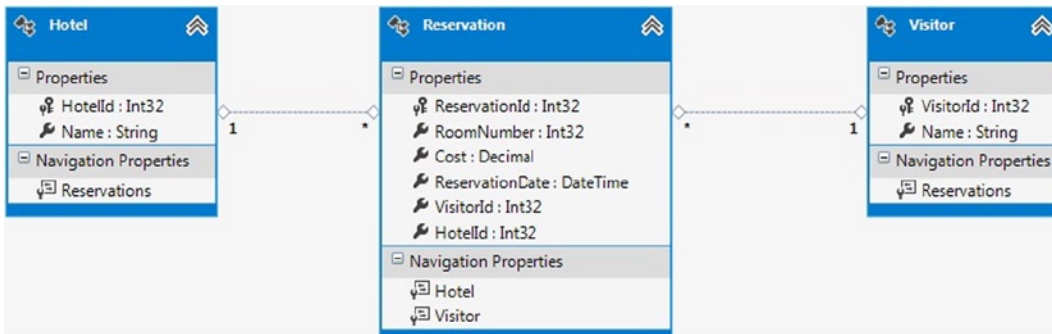 Hotel
Properties
HotelId : Int32
Name : String
Navigation Properties
Reservations
1
*
Reservation
Properties
ReservationId : Int32
RoomNumber : Int32
Cost : Decimal
ReservationDate : DateTime
VisitorId : Int32
HotelId : Int32
Navigation Properties
Hotel
Visitor
*
1
Visitor
Properties
VisitorId : Int32
Name : String
Navigation Properties
Reservations